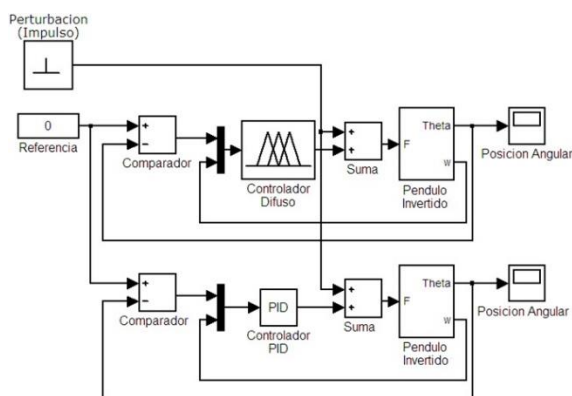 Perturbacion
(Impulso)
0
Referencia
+
−
Comparador
Controlador
Difuso
+
+
Suma
F
Theta
w
Pendulo
Invertido
Posicion Angular
+
−
Comparador
PID
Controlador
PID
+
+
Suma
F
Theta
w
Pendulo
Invertido
Posicion Angular